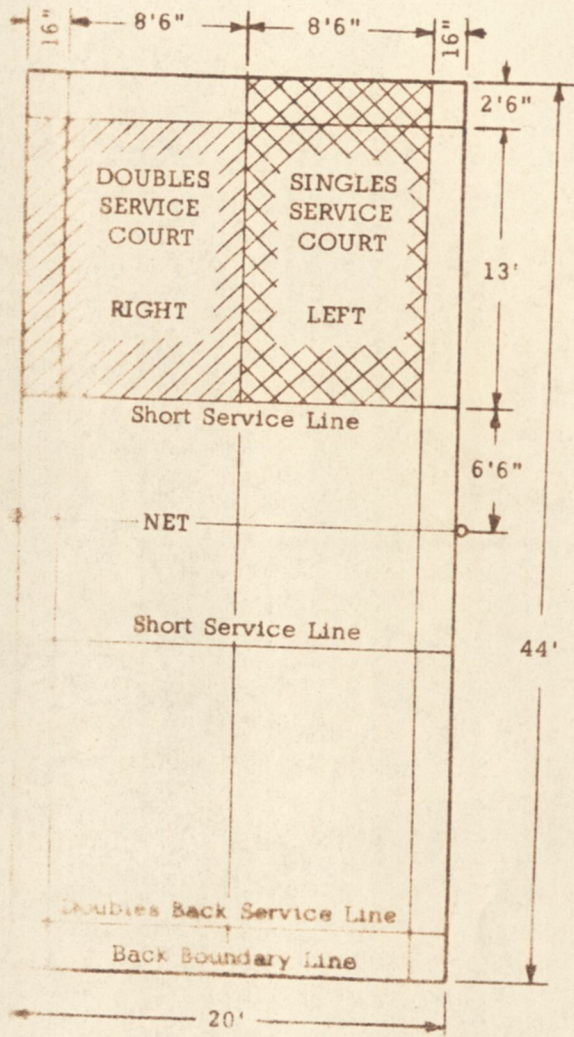 16"
8'6"
8'6"
16"
2'6"
DOUBLES
SERVICE
COURT
SINGLES
SERVICE
COURT
13'
RIGHT
LEFT
Short Service Line
6'6"
NET
Short Service Line
44'
Doubles Back Service Line
Back Boundary Line
20'